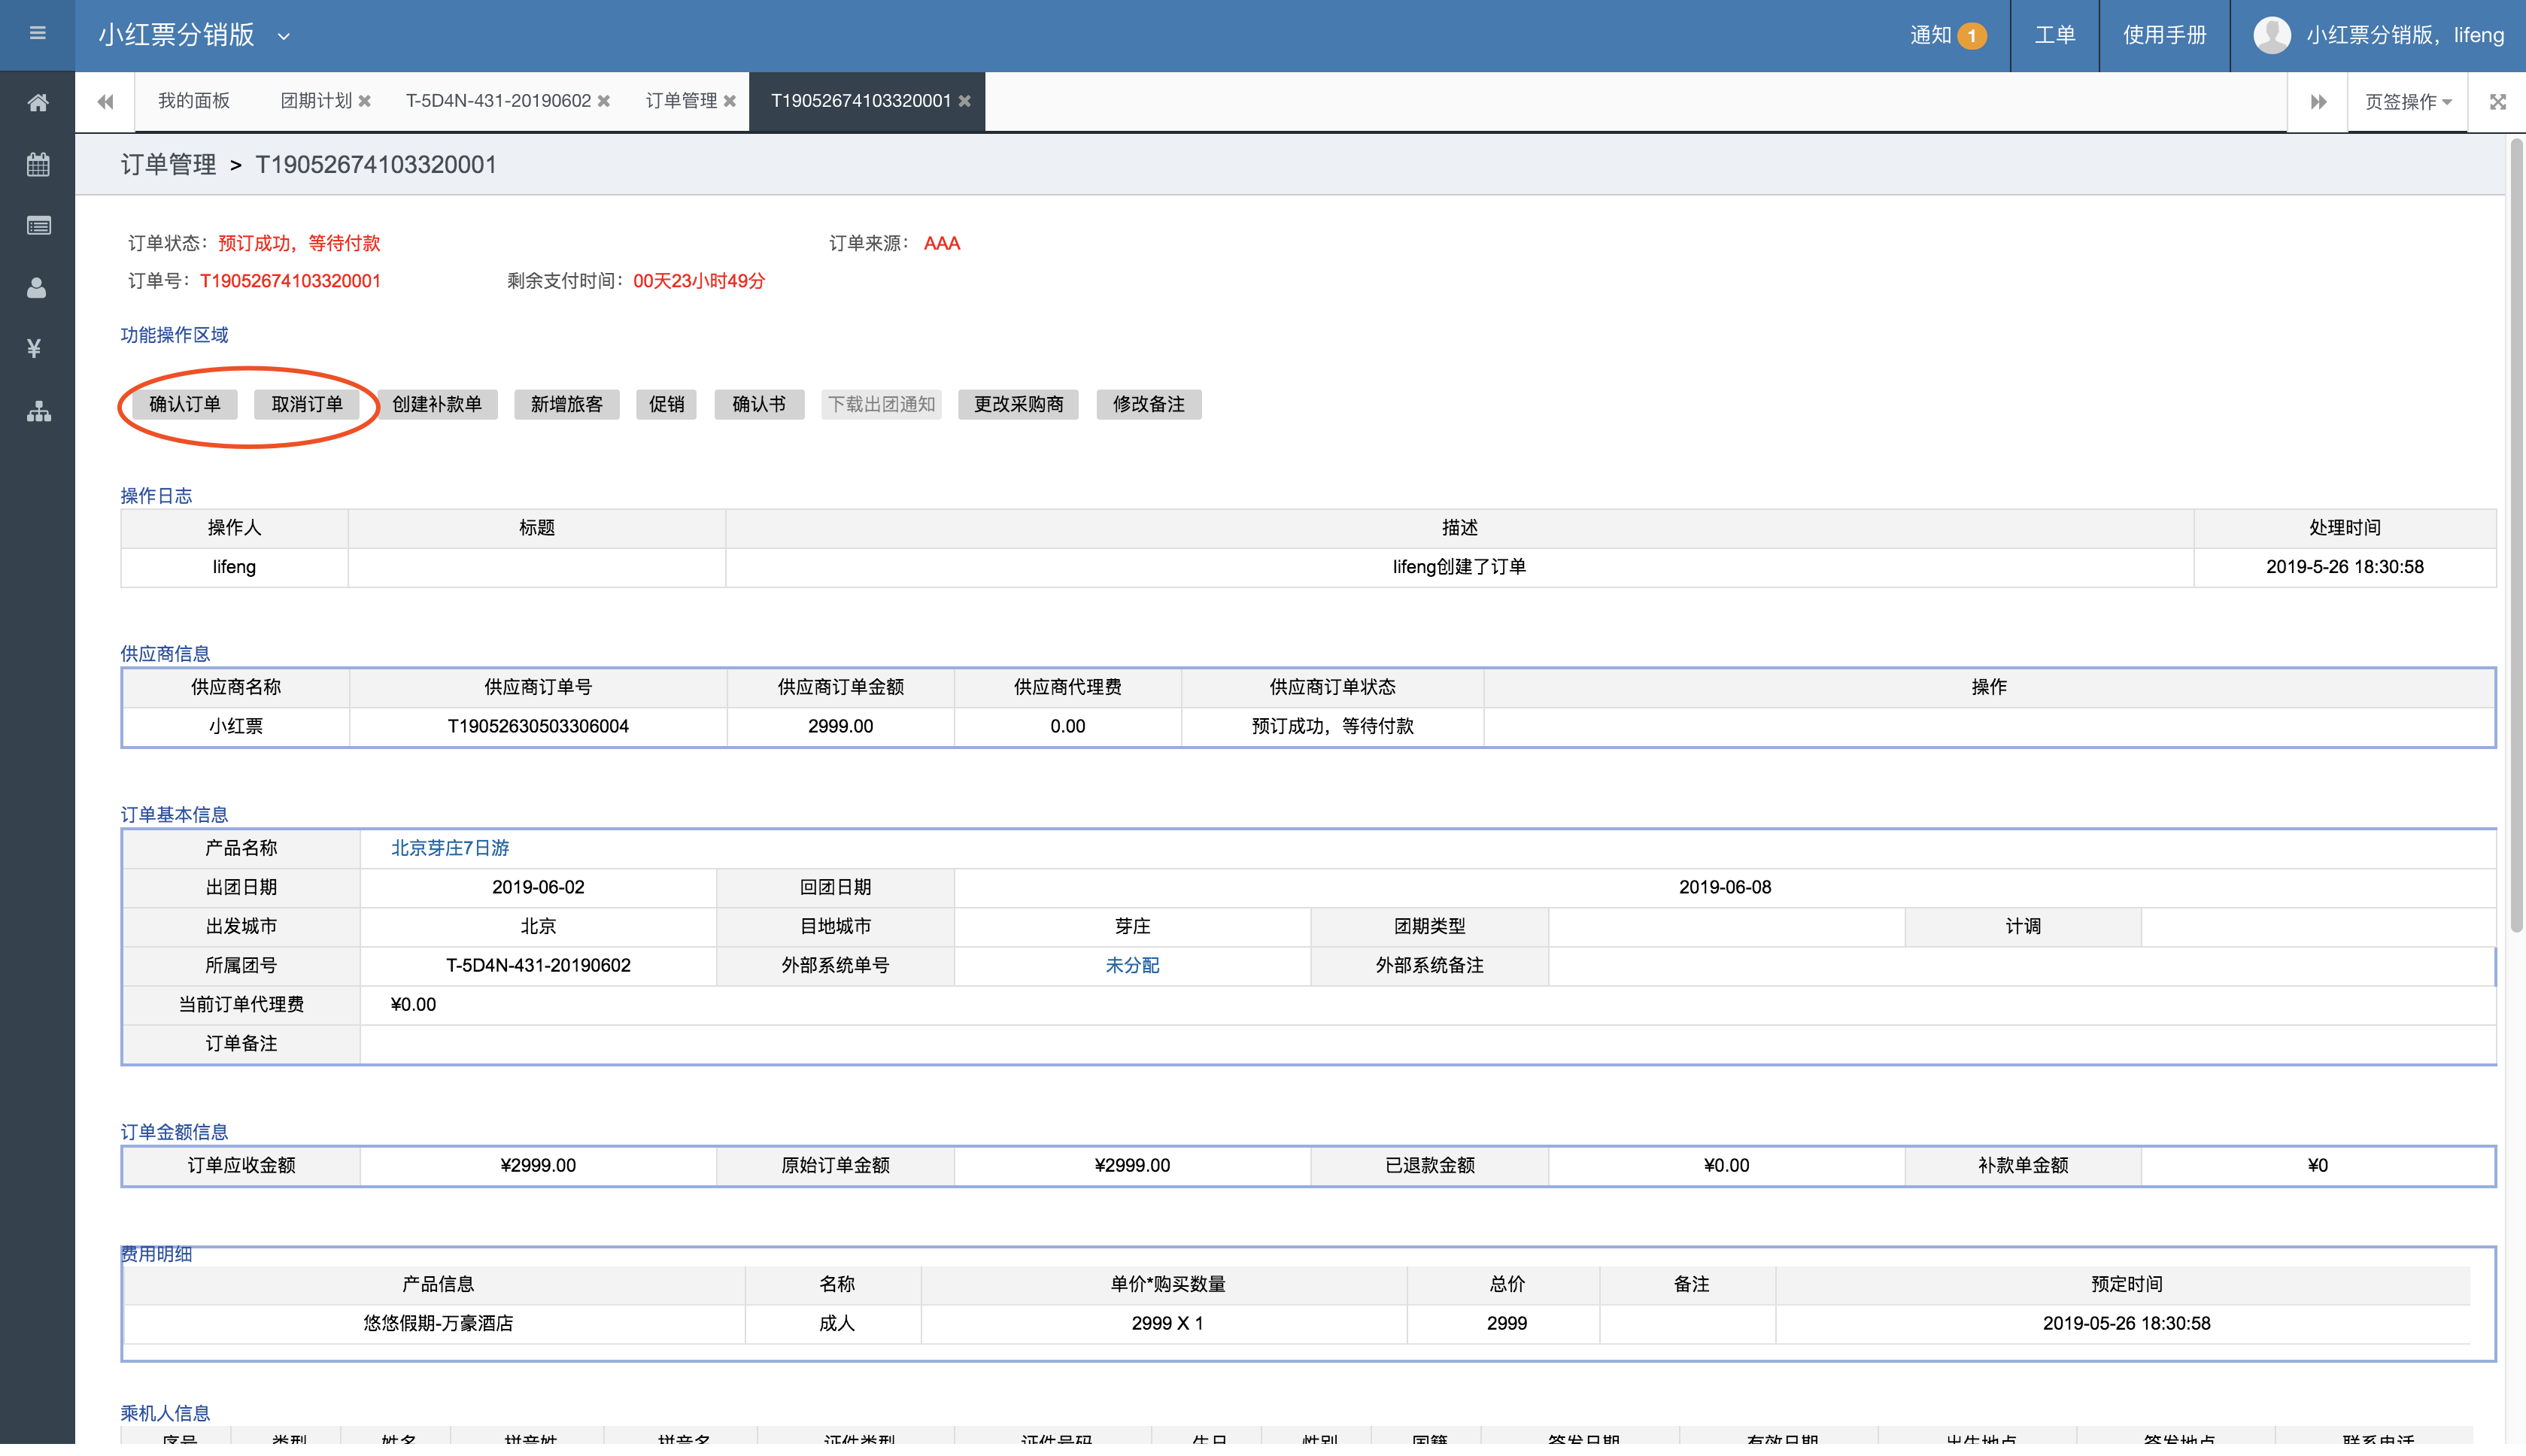 小红票分销版
通知 1 工单 使用手册 小红票分销版，lifeng
我的面板 团期计划 T-5D4N-431-20190602 订单管理 T19052674103320001 页签操作
订单管理 > T19052674103320001
订单状态：预订成功，等待付款 订单来源： AAA
订单号：T19052674103320001 剩余支付时间：00天23小时49分
功能操作区域
确认订单 取消订单 创建补款单 新增旅客 促销 确认书 下载出团通知 更改采购商 修改备注
操作日志
操作人 标题 描述 处理时间
lifeng lifeng创建了订单 2019-5-26 18:30:58
供应商信息
供应商名称 供应商订单号 供应商订单金额 供应商代理费 供应商订单状态 操作
小红票 T19052630503306004 2999.00 0.00 预订成功，等待付款
订单基本信息
产品名称 北京芽庄7日游
出团日期 2019-06-02 回团日期 2019-06-08
出发城市 北京 目地城市 芽庄 团期类型 计调
所属团号 T-5D4N-431-20190602 外部系统单号 未分配 外部系统备注
当前订单代理费 ¥0.00
订单备注
订单金额信息
订单应收金额 ¥2999.00 原始订单金额 ¥2999.00 已退款金额 ¥0.00 补款单金额 ¥0
费用明细
产品信息 名称 单价*购买数量 总价 备注 预定时间
悠悠假期-万豪酒店 成人 2999 X 1 2999 2019-05-26 18:30:58
乘机人信息
序号 类型 姓名 拼音姓 拼音名 证件类型 证件号码 生日 性别 国籍 签发日期 有效日期 出生地点 签发地点 联系电话